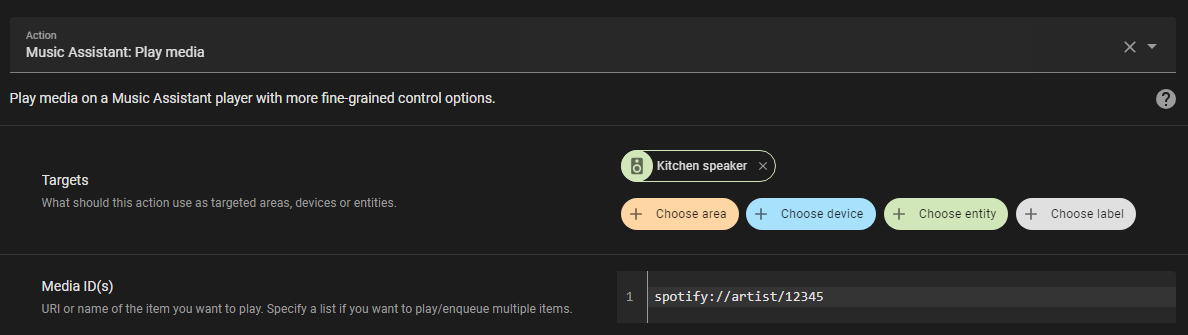 Action
Music Assistant: Play media
Play media on a Music Assistant player with more fine-grained control options.
Kitchen speaker
Targets
What should this action use as targeted areas, devices or entities.
Choose area Choose device Choose entity Choose label
Media ID(s)
URI or name of the item you want to play. Specify a list if you want to play/enqueue multiple items.
1 spotify://artist/12345